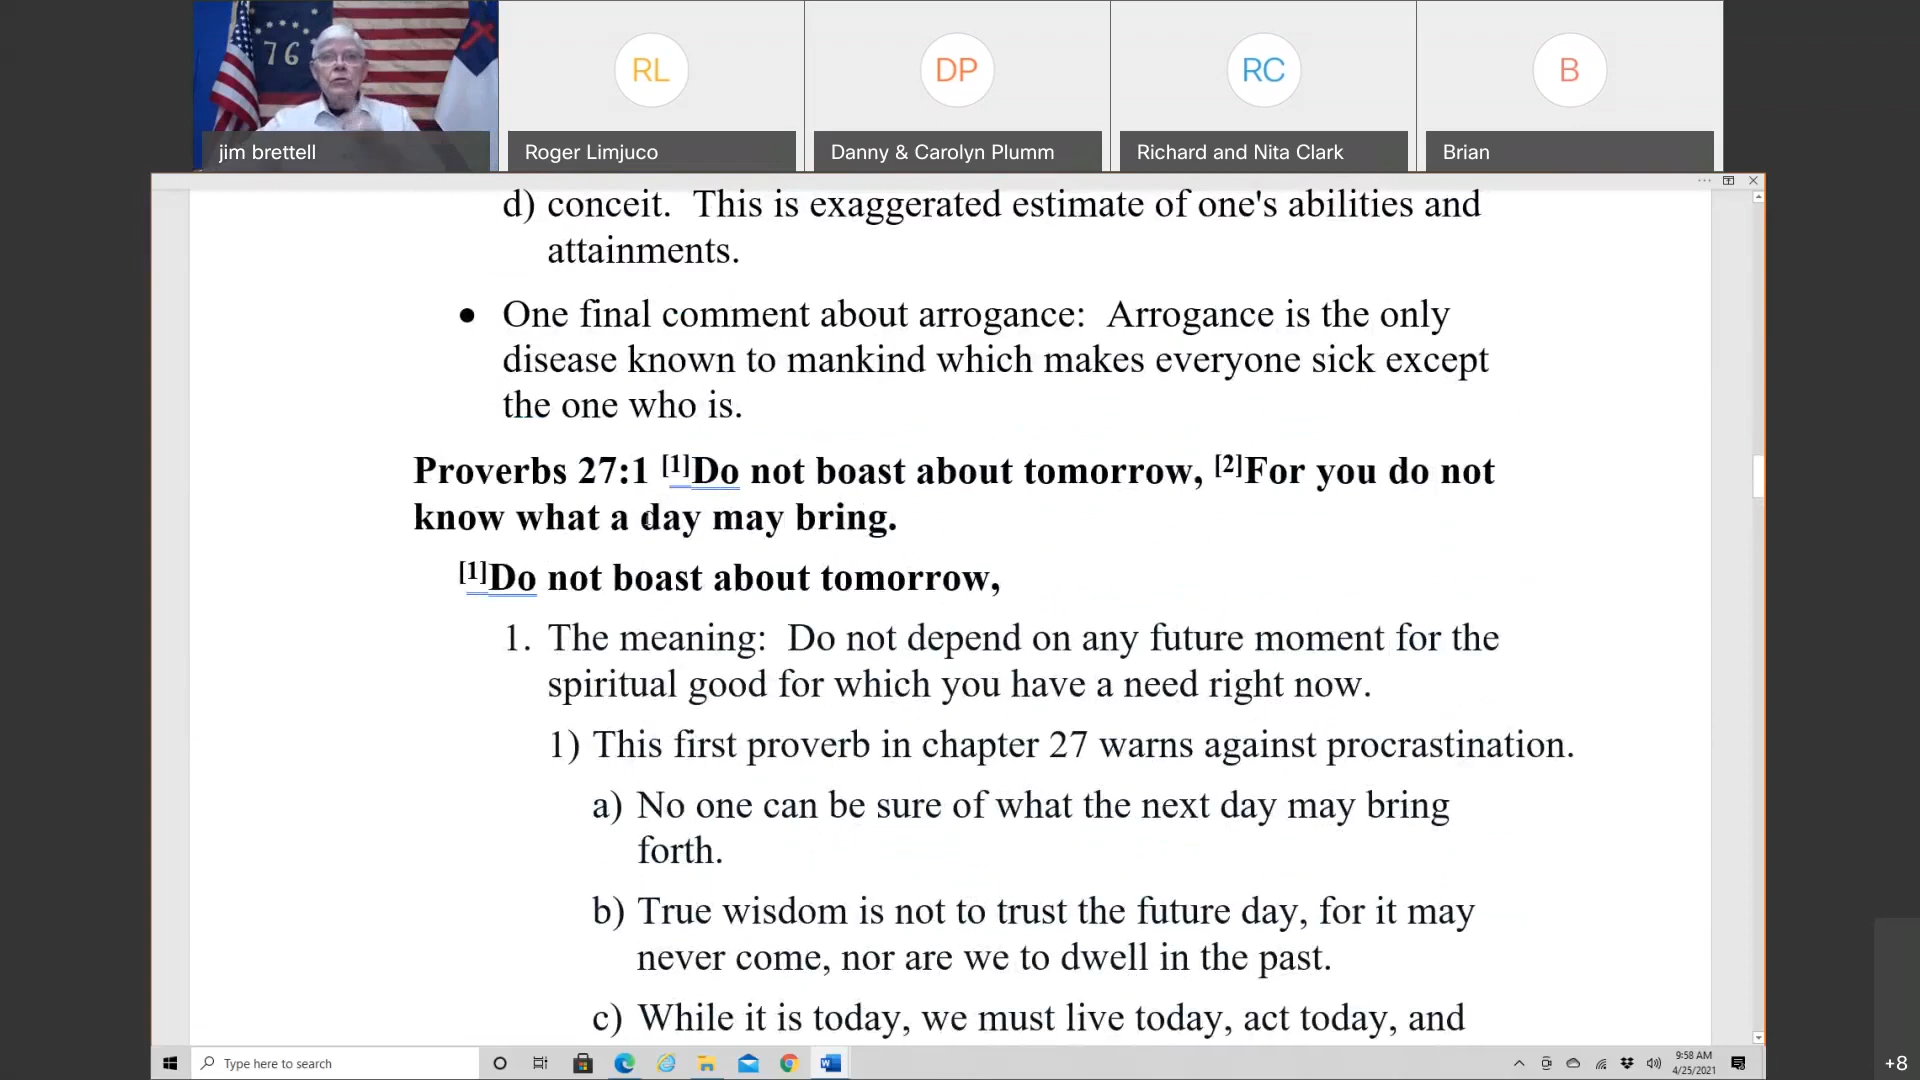 76
RL
DP
RC
B
jim brettell
Roger Limjuco
Danny & Carolyn Plumm
Richard and Nita Clark
Brian
d) conceit.  This is exaggerated estimate of one's abilities and
attainments.
• One final comment about arrogance:  Arrogance is the only
disease known to mankind which makes everyone sick except
the one who is.
Proverbs 27:1 [1]Do not boast about tomorrow, [2]For you do not
know what a day may bring.
[1]Do not boast about tomorrow,
1. The meaning:  Do not depend on any future moment for the
spiritual good for which you have a need right now.
1) This first proverb in chapter 27 warns against procrastination.
a) No one can be sure of what the next day may bring
forth.
b) True wisdom is not to trust the future day, for it may
never come, nor are we to dwell in the past.
c) While it is today, we must live today, act today, and
Type here to search
9:58 AM
4/25/2021
+8